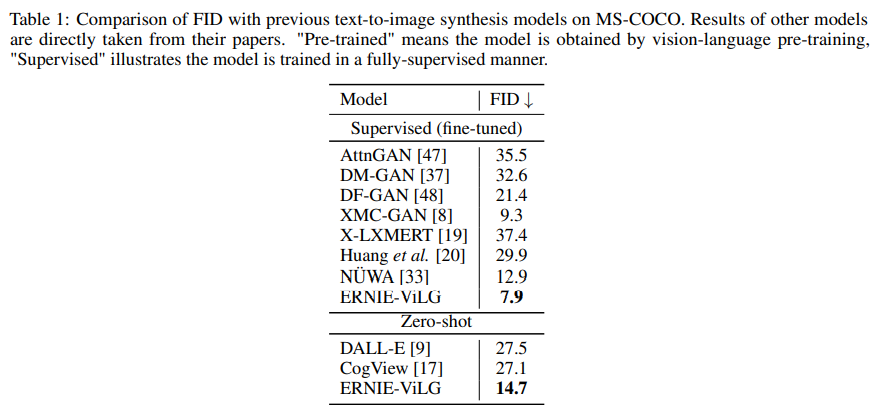 Table 1: Comparison of FID with previous text-to-image synthesis models on MS-COCO. Results of other models
are directly taken from their papers. "Pre-trained" means the model is obtained by vision-language pre-training,
"Supervised" illustrates the model is trained in a fully-supervised manner.
Model FID ↓
Supervised (fine-tuned)
AttnGAN [47] 35.5
DM-GAN [37] 32.6
DF-GAN [48] 21.4
XMC-GAN [8] 9.3
X-LXMERT [19] 37.4
Huang et al. [20] 29.9
NÜWA [33] 12.9
ERNIE-ViLG 7.9
Zero-shot
DALL-E [9] 27.5
CogView [17] 27.1
ERNIE-ViLG 14.7